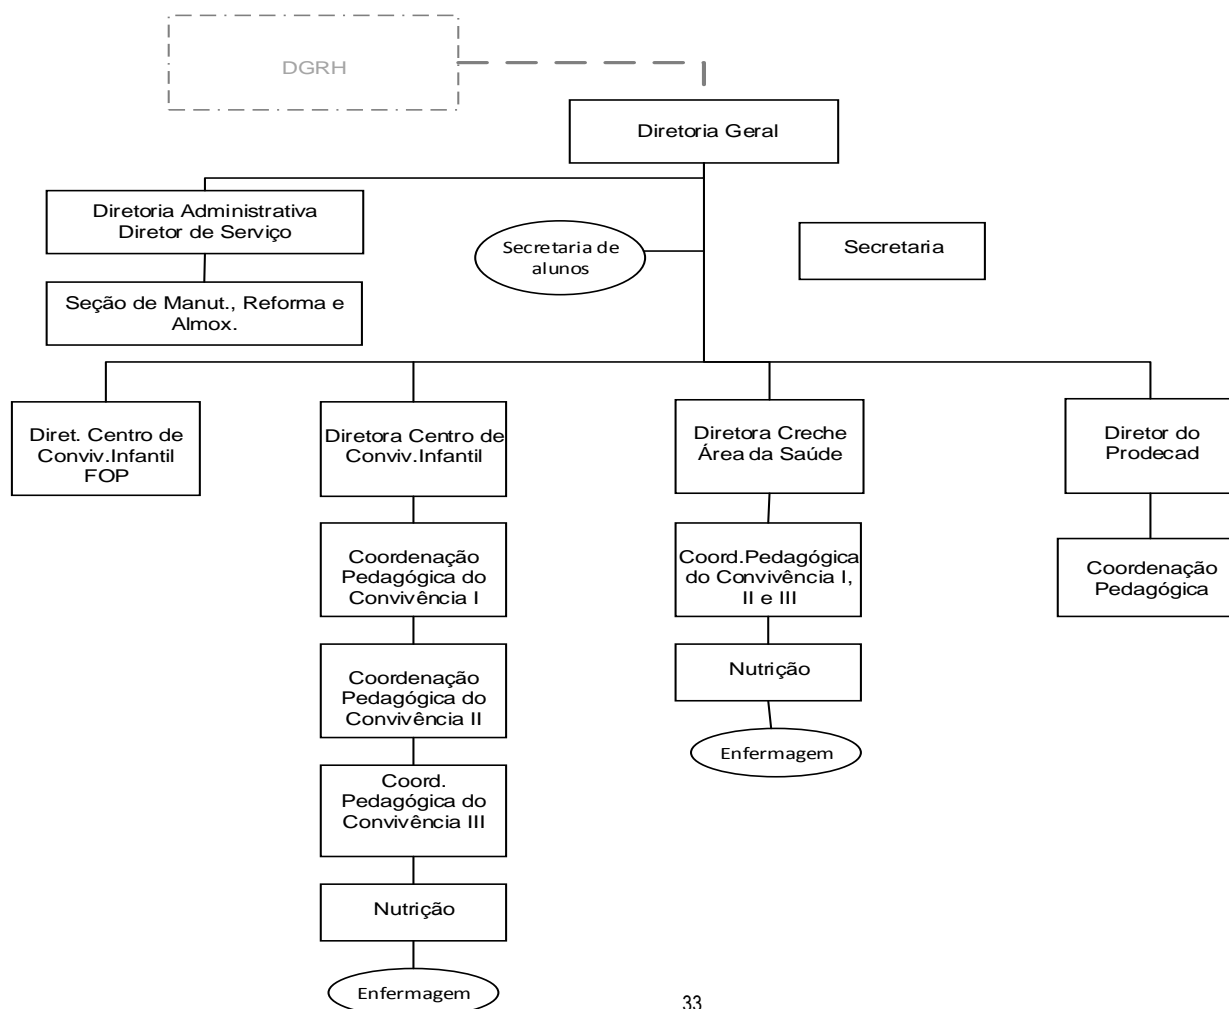 DGRH
Diretoria Geral
Diretoria Administrativa
Diretor de Serviço
Secretaria de
alunos
Secretaria
Seção de Manut., Reforma e
Almox.
Diret. Centro de
Conviv.Infantil
FOP
Diretora Centro de
Conviv.Infantil
Diretora Creche
Área da Saúde
Diretor do
Prodecad
Coordenação
Pedagógica do
Convivência I
Coord.Pedagógica
do Convivência I,
II e III
Coordenação
Pedagógica
Coordenação
Pedagógica do
Convivência II
Nutrição
Enfermagem
Coord.
Pedagógica do
Convivência III
Nutrição
Enfermagem
33